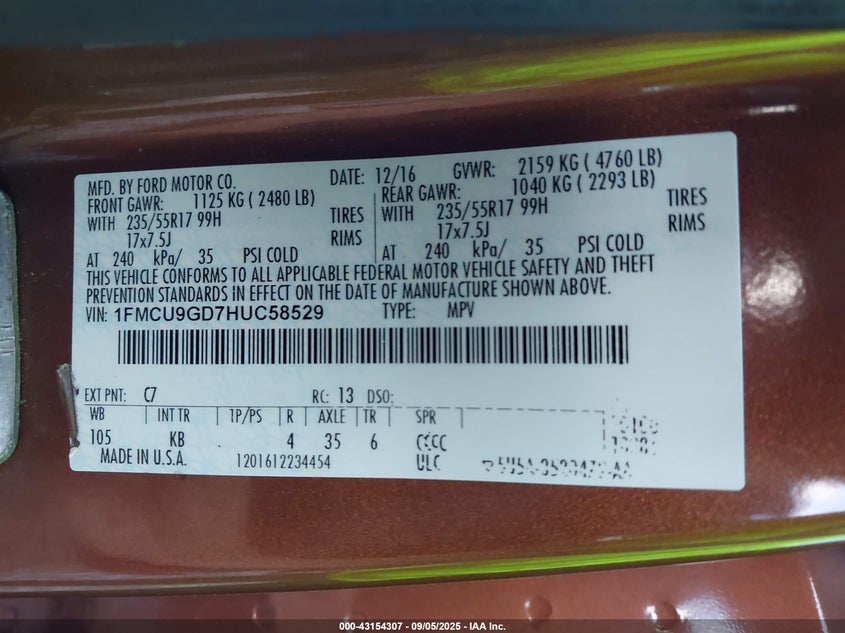 MFD. BY FORD MOTOR CO. DATE: 12/16 GVWR: 2159 KG ( 4760 LB)
FRONT GAWR: 1125 KG ( 2480 LB) REAR GAWR: 1040 KG ( 2293 LB)
WITH 235/55R17 99H TIRES WITH 235/55R17 99H TIRES
17x7.5J RIMS 17x7.5J RIMS
AT 240 kPa/ 35 PSI COLD AT 240 kPa/ 35 PSI COLD
THIS VEHICLE CONFORMS TO ALL APPLICABLE FEDERAL MOTOR VEHICLE SAFETY AND THEFT
PREVENTION STANDARDS IN EFFECT ON THE DATE OF MANUFACTURE SHOWN ABOVE.
VIN: 1FMCU9GD7HUC58529 TYPE: MPV
EXT PNT: C7 RC: 13 DSO:
WB INT TR TP/PS R AXLE TR SPR
105 KB 4 35 6 CCCC
MADE IN U.S.A. 1201612234454 ULC
000-43154307 - 09/05/2025 - IAA Inc.